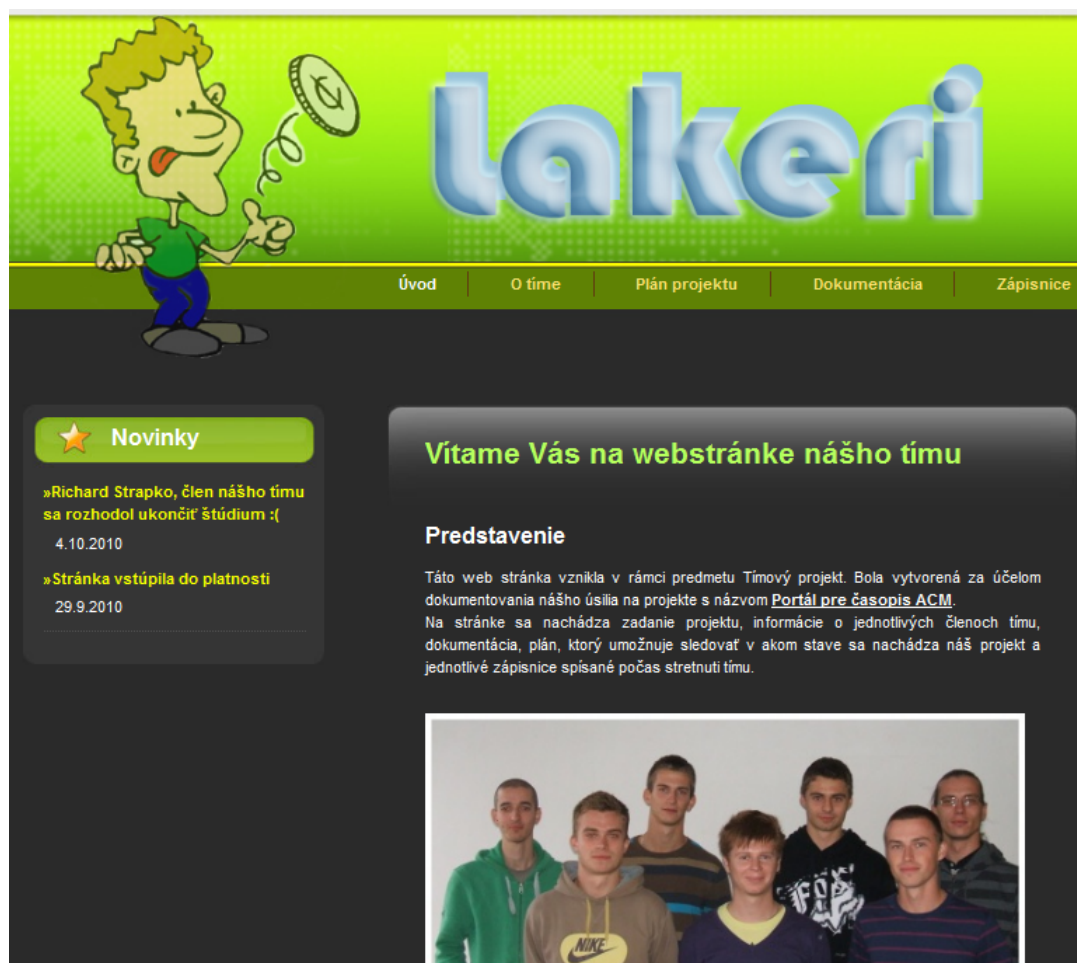 lakeri
Úvod
O tíme
Plán projektu
Dokumentácia
Zápisnice
Novinky
»Richard Strapko, člen nášho tímu
sa rozhodol ukončiť štúdium :(
4.10.2010
»Stránka vstúpila do platnosti
29.9.2010
Vítame Vás na webstránke nášho tímu
Predstavenie
Táto web stránka vznikla v rámci predmetu Tímový projekt. Bola vytvorená za účelom
dokumentovania nášho úsilia na projekte s názvom Portál pre časopis ACM.
Na stránke sa nachádza zadanie projektu, informácie o jednotlivých členoch tímu,
dokumentácia, plán, ktorý umožnuje sledovať v akom stave sa nachádza náš projekt a
jednotlivé zápisnice spísané počas stretnuti tímu.
NIKE